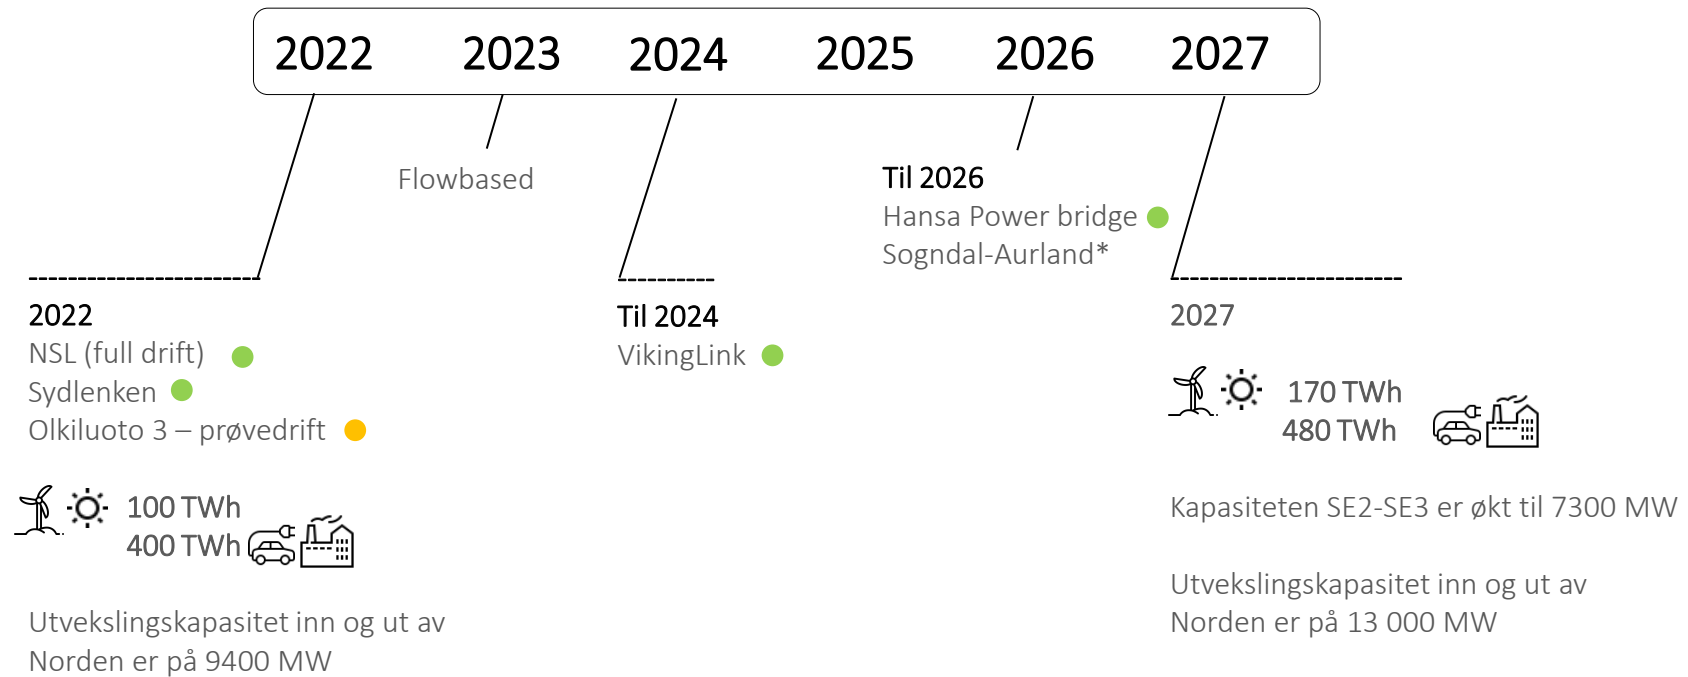 2022 2023 2024 2025 2026 2027
Flowbased
Til 2026
Hansa Power bridge
Sogndal-Aurland*
2022
NSL (full drift)
Sydlenken
Olkiluoto 3 – prøvedrift
100 TWh
400 TWh
Utvekslingskapasitet inn og ut av
Norden er på 9400 MW
Til 2024
VikingLink
2027
170 TWh
480 TWh
Kapasiteten SE2-SE3 er økt til 7300 MW
Utvekslingskapasitet inn og ut av
Norden er på 13 000 MW